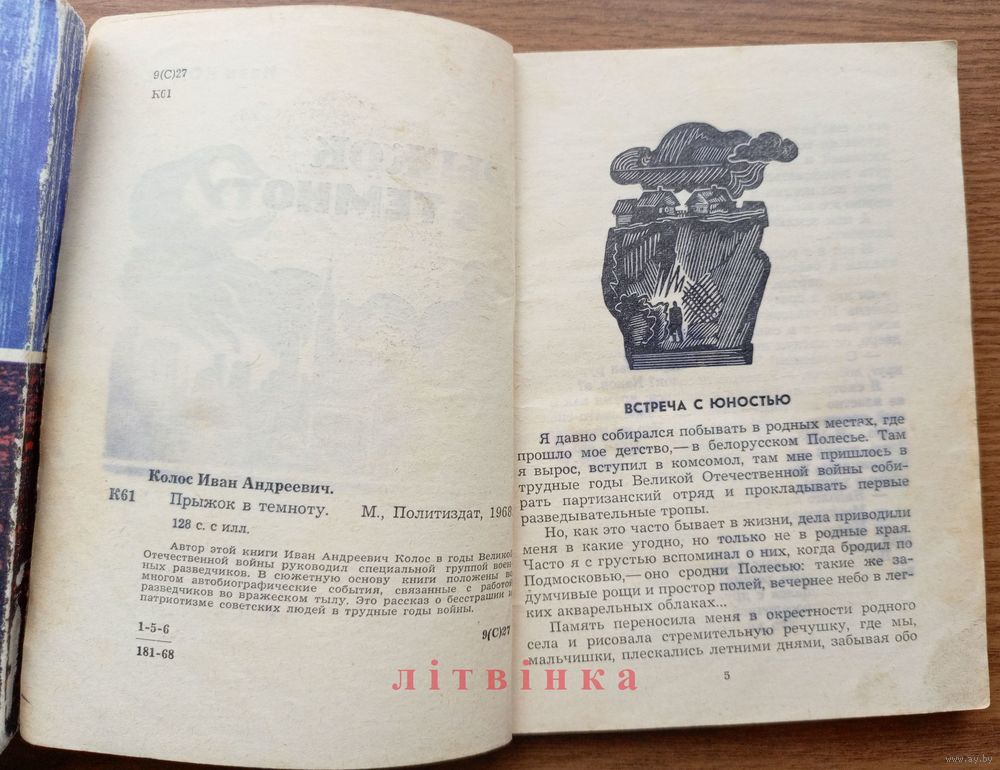 9(С)27
К61
Колос Иван Андреевич.
К61 Прыжок в темноту. М., Политиздат, 1968
128 с. с илл.
Автор этой книги Иван Андреевич Колос в годы Великой
Отечественной войны руководил специальной группой воен-
ных разведчиков. В сюжетную основу книги положены во
многом автобиографические события, связанные с работой
разведчиков во вражеском тылу. Это рассказ о бесстрашии и
патриотизме советских людей в трудные годы войны.
1-5-6
181-68
9(С)27
ВСТРЕЧА С ЮНОСТЬЮ
Я давно собирался побывать в родных местах, где
прошло мое детство,— в белорусском Полесье. Там
я вырос, вступил в комсомол, там мне пришлось в
трудные годы Великой Отечественной войны соби-
рать партизанский отряд и прокладывать первые
разведывательные тропы.
Но, как это часто бывает в жизни, дела приводили
меня в какие угодно, но только не в родные края.
Часто я с грустью вспоминал о них, когда бродил по
Подмосковью,— оно сродни Полесью: такие же за-
думчивые рощи и простор полей, вечернее небо в лег-
ких акварельных облаках...
Память переносила меня в окрестности родного
села и рисовала стремительную речушку, где мы,
мальчишки, плескались летними днями, забывая обо
5
літвінка
www.ay.by